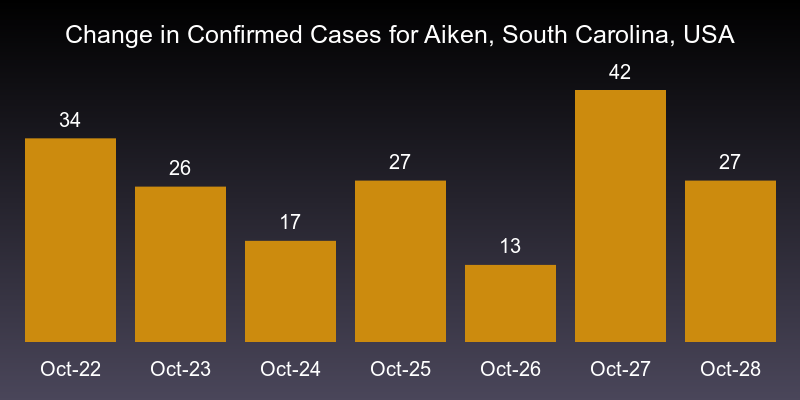 Change in Confirmed Cases for Aiken, South Carolina, USA
34
26
17
27
13
42
27
Oct-22
Oct-23
Oct-24
Oct-25
Oct-26
Oct-27
Oct-28